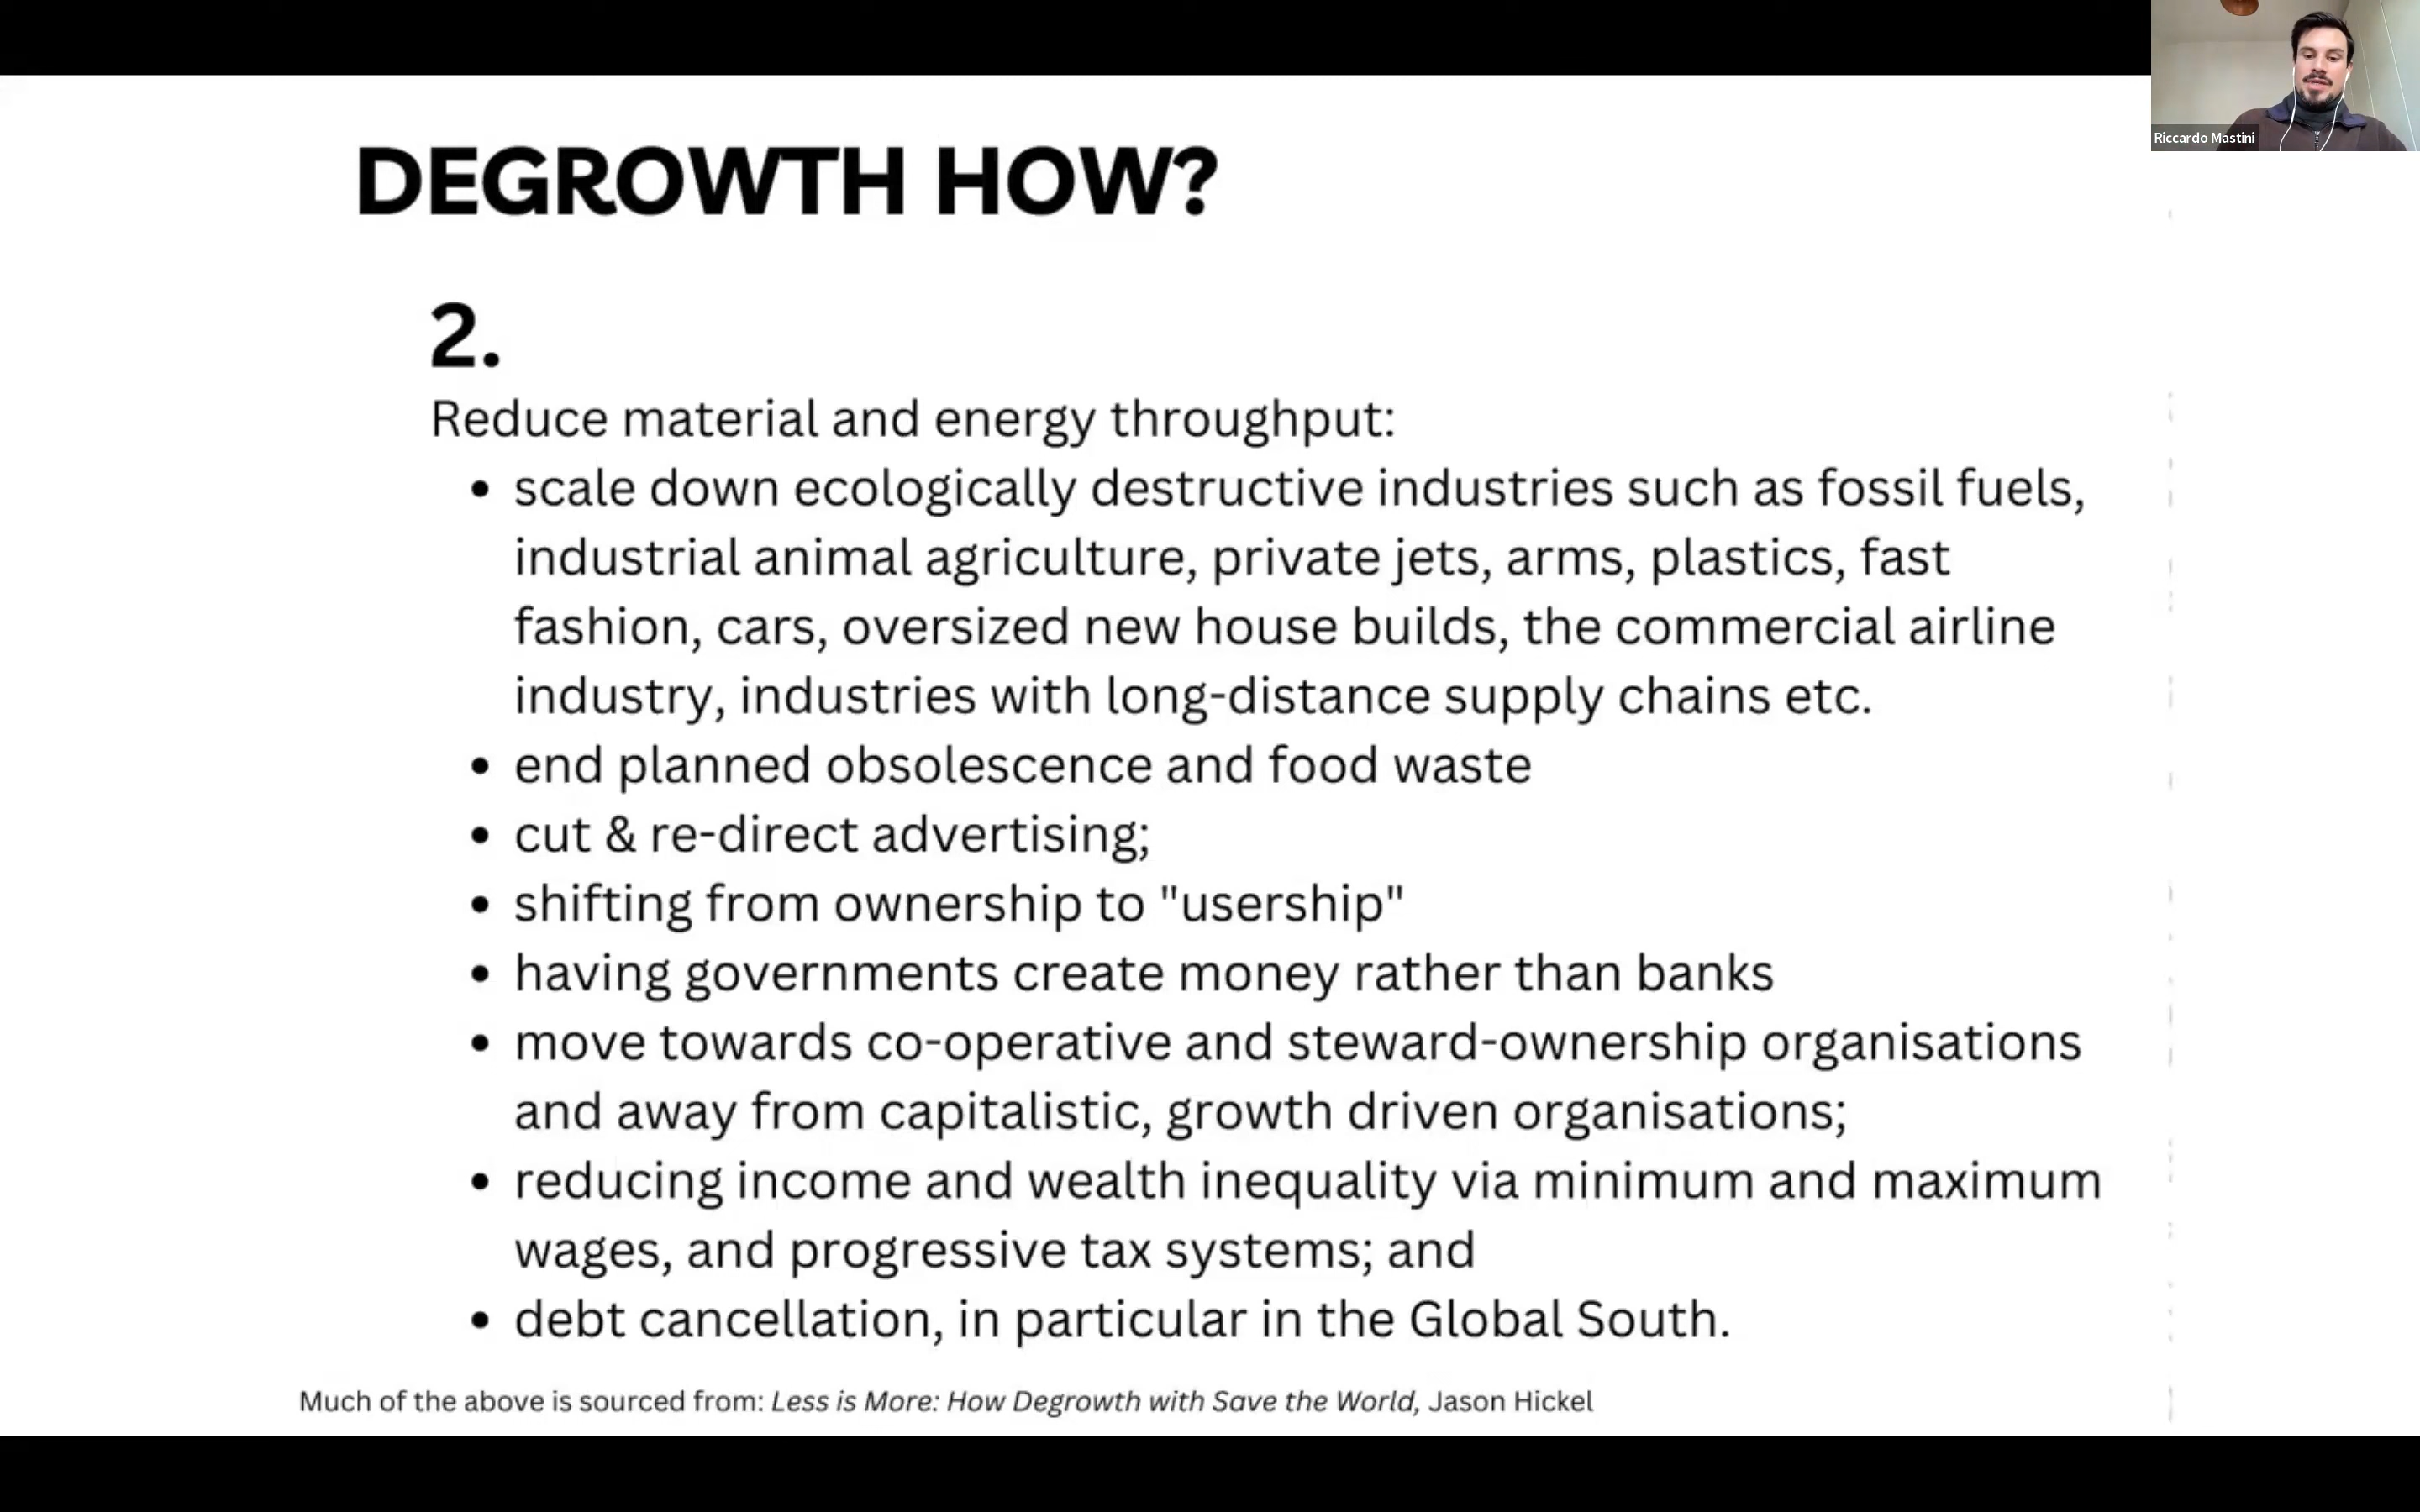 Riccardo Mastini
DEGROWTH HOW?
2.
Reduce material and energy throughput:
• scale down ecologically destructive industries such as fossil fuels,
industrial animal agriculture, private jets, arms, plastics, fast
fashion, cars, oversized new house builds, the commercial airline
industry, industries with long-distance supply chains etc.
• end planned obsolescence and food waste
• cut & re-direct advertising;
• shifting from ownership to "usership"
• having governments create money rather than banks
• move towards co-operative and steward-ownership organisations
and away from capitalistic, growth driven organisations;
• reducing income and wealth inequality via minimum and maximum
wages, and progressive tax systems; and
• debt cancellation, in particular in the Global South.
Much of the above is sourced from: Less is More: How Degrowth with Save the World, Jason Hickel